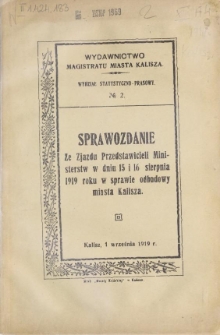 WYDAWNICTWO
MAGISTRATU MIASTA KALISZA.
WYDZIAŁ STATYSTYCZNO-PRASOWY.
№ 2.
SPRAWOZDANIE
Ze Zjazdu Przedstawicieli Mini-
sterstw w dniu 15 i 16 sierpnia
1919 roku w sprawie odbudowy
miasta Kalisza.
Kalisz, 1 września 1919 r.